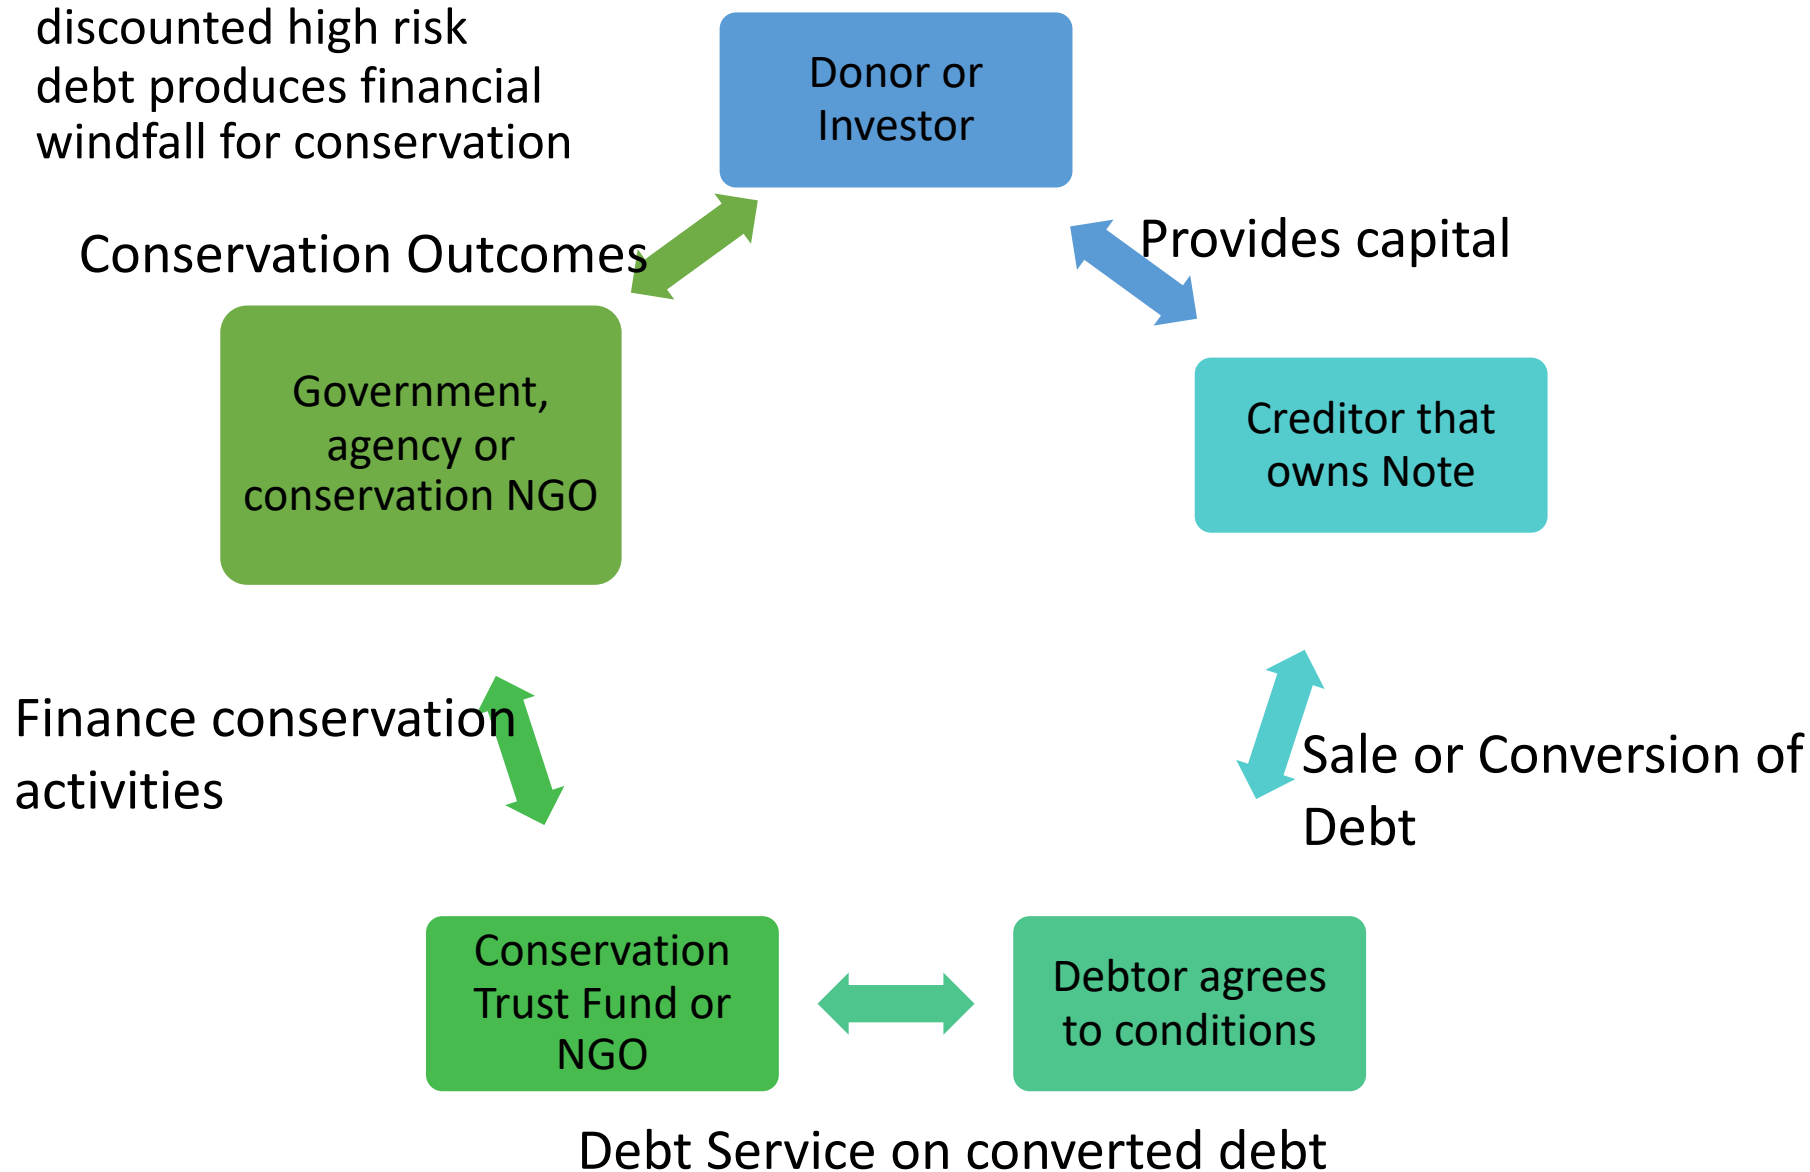 discounted high risk
debt produces financial
windfall for conservation
Donor or
Investor
Conservation Outcomes
Provides capital
Government,
agency or
conservation NGO
Creditor that
owns Note
Finance conservation
activities
Sale or Conversion of
Debt
Conservation
Trust Fund or
NGO
Debtor agrees
to conditions
Debt Service on converted debt